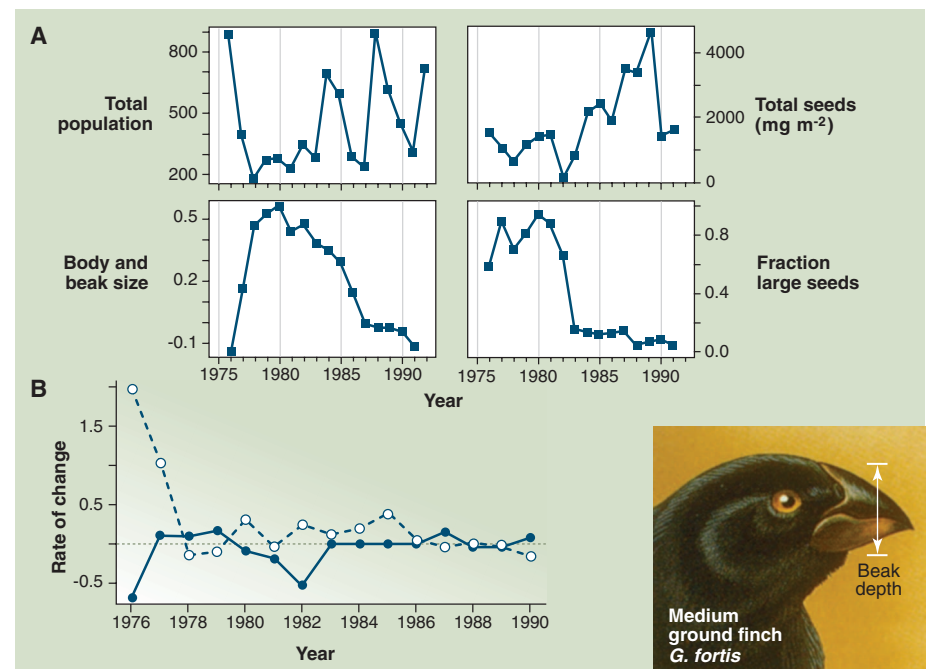 A
800
500
200
Total
population
4000
2000
0
Total seeds
(mg m-2)
0.5
0.2
-0.1
Body and
beak size
0.8
0.4
0.0
Fraction
large seeds
1975 1980 1985 1990
1975 1980 1985 1990
Year
B
1.5
0.5
-0.5
Rate of change
1976 1978 1980 1982 1984 1986 1988 1990
Year
Beak
depth
Medium
ground finch
G. fortis